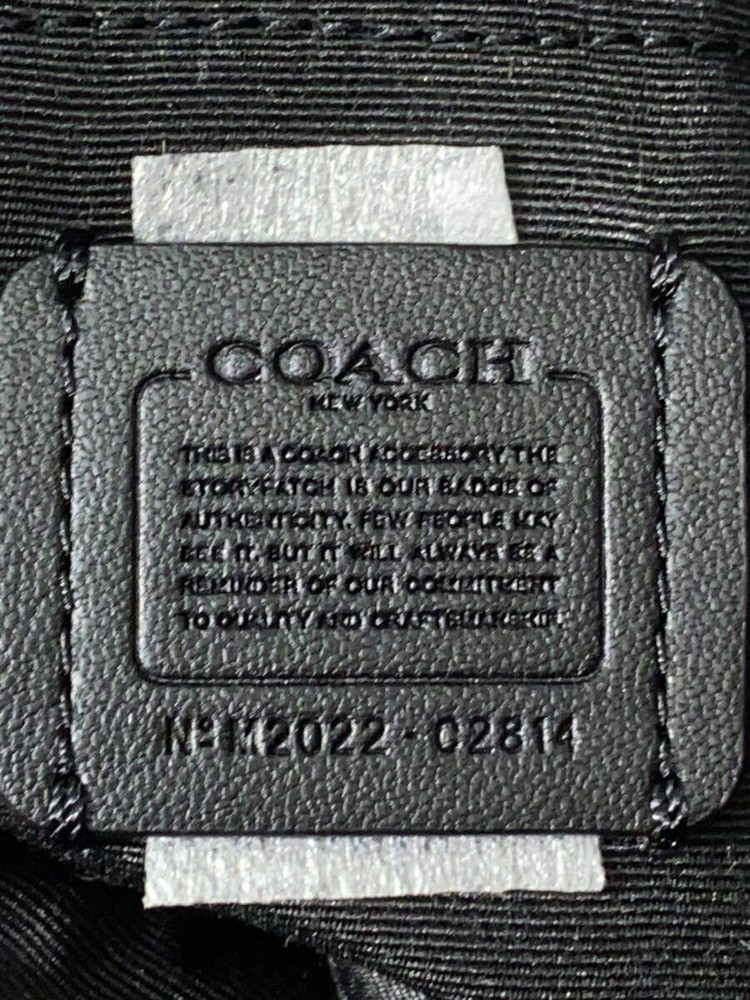 COACH
NEW YORK
THIS IS A COACH ACCESSORY. THE
STORYPATCH IS OUR BADGE OF
AUTHENTICITY. FEW PEOPLE MAY
SEE IT. BUT IT WILL ALWAYS BE A
REMINDER OF OUR COMMITMENT
TO QUALITY AND CRAFTSMANSHIP.
Nº M2022 - C2814